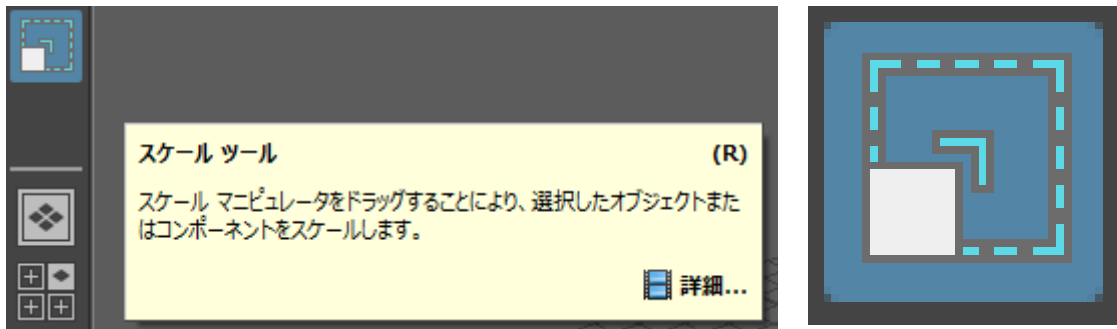 スケール ツール (R)
スケール マニピュレータをドラッグすることにより、選択したオブジェクトまた
はコンポーネントをスケールします。
詳細...